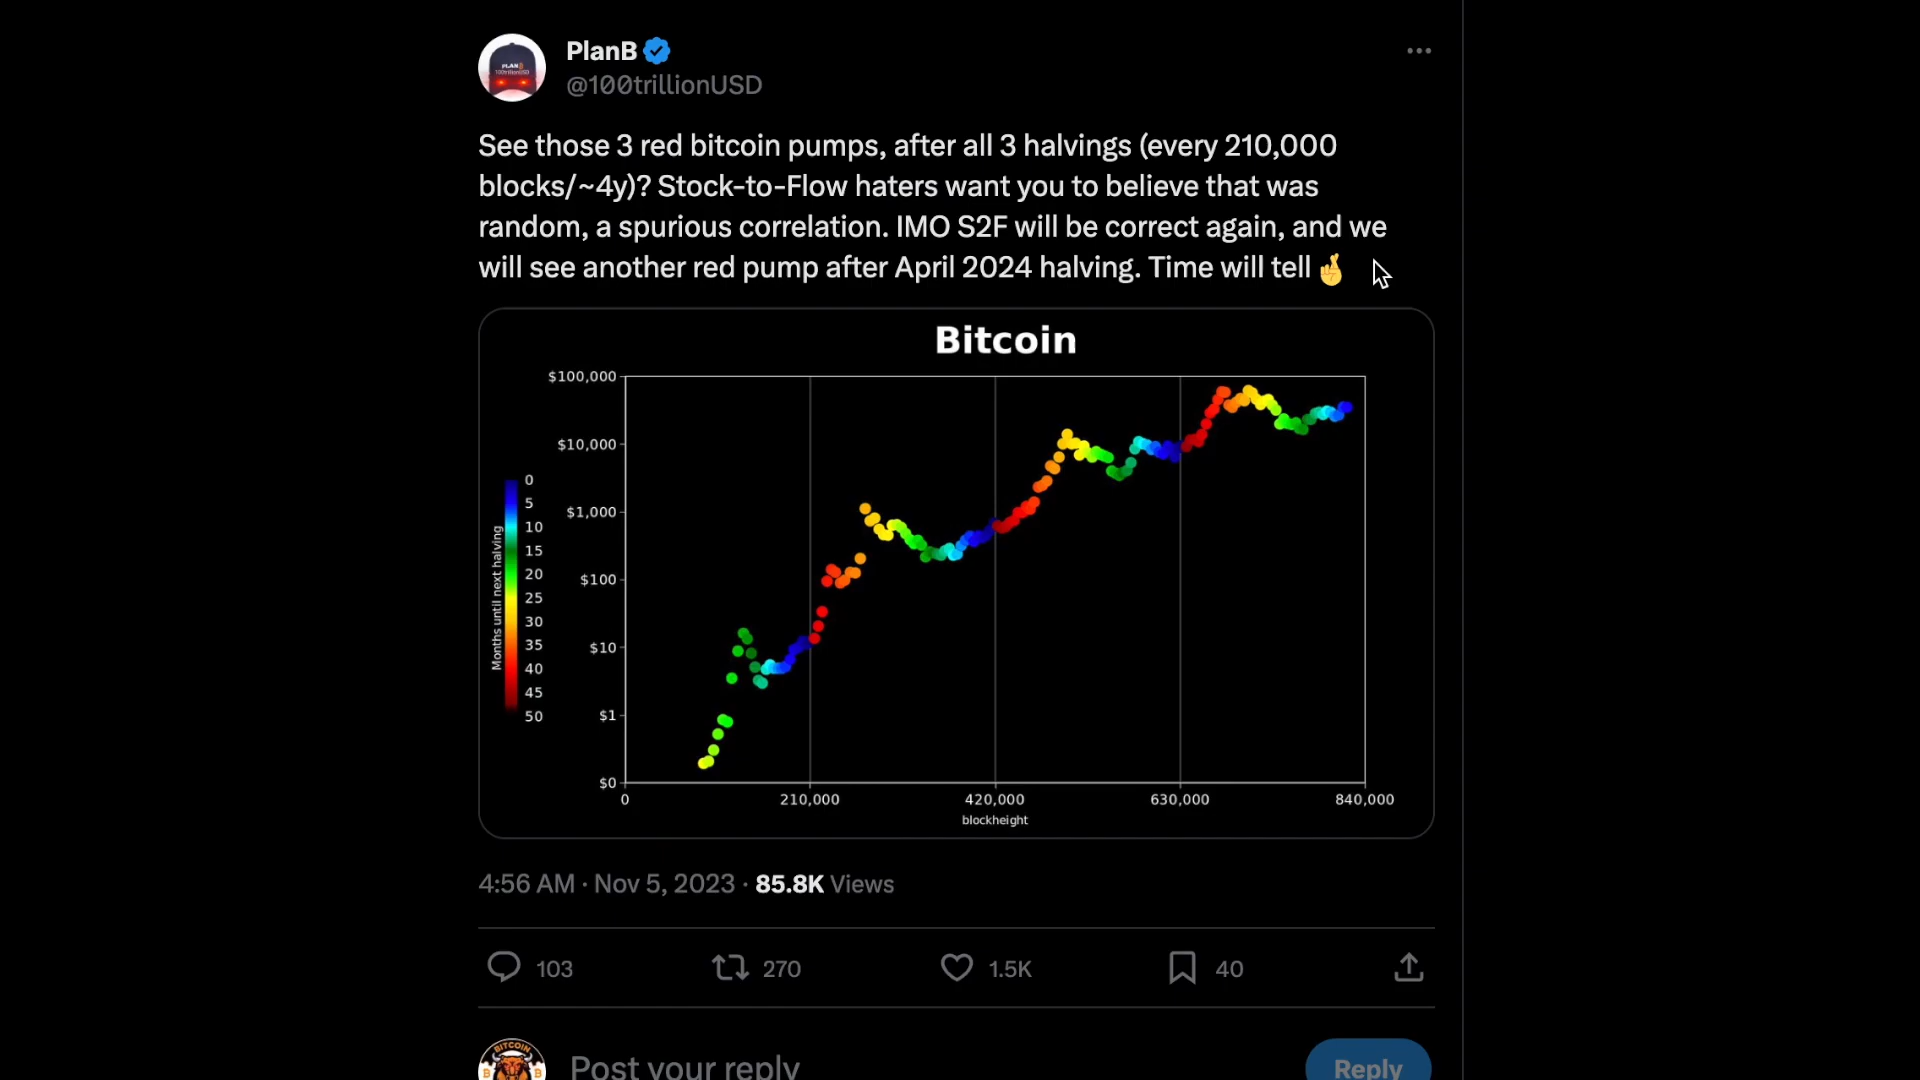 PlanB
@100trillionUSD
See those 3 red bitcoin pumps, after all 3 halvings (every 210,000
blocks/~4y)? Stock-to-Flow haters want you to believe that was
random, a spurious correlation. IMO S2F will be correct again, and we
will see another red pump after April 2024 halving. Time will tell 🤞
Bitcoin
$100,000
$10,000
$1,000
$100
$10
$1
$0
Months until next halving
0
5
10
15
20
25
30
35
40
45
50
0
210,000
420,000
630,000
840,000
blockheight
4:56 AM · Nov 5, 2023 · 85.8K Views
103
270
1.5K
40
BITCOIN
Post your reply
Reply